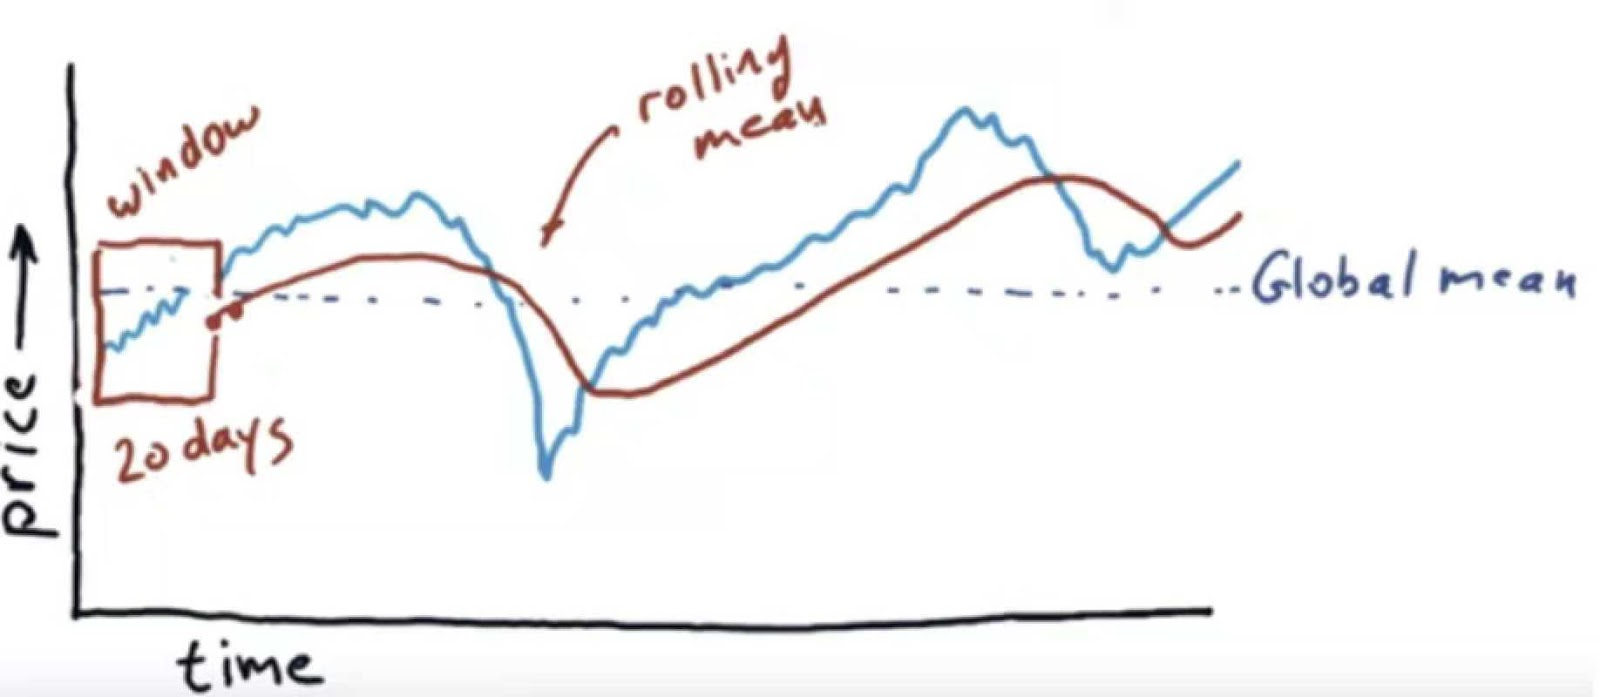 rolling
mean
window
Global mean
20 days
price
time